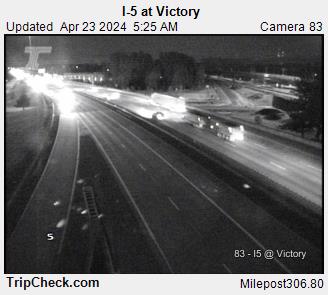 I-5 at Victory
Updated Apr 23 2024 5:25 AM Camera 83
S
83 - I5 @ Victory
TripCheck.com Milepost306.80